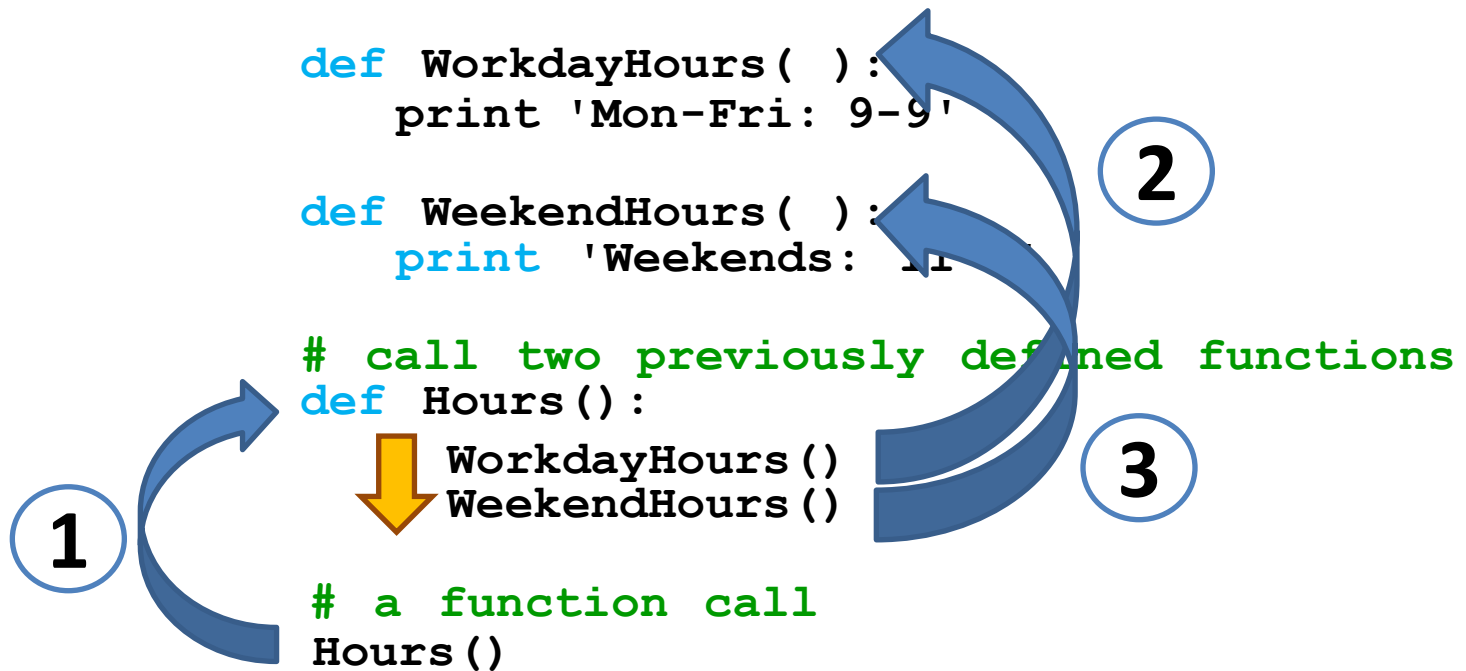 def WorkdayHours( ):
print 'Mon-Fri: 9-9'
2
def WeekendHours( ):
print 'Weekends:
# call two previously defined functions
def Hours():
WorkdayHours()
WeekendHours()
3
1
# a function call
Hours()